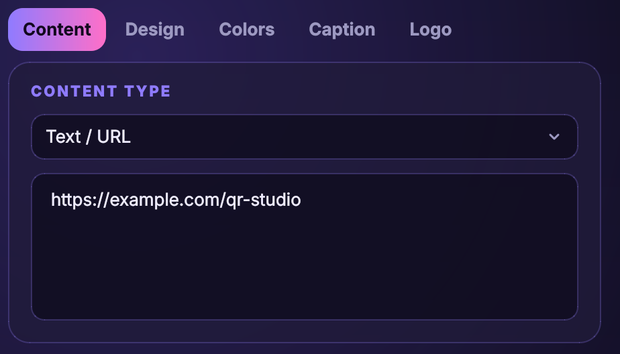 Content Design Colors Caption Logo
CONTENT TYPE
Text / URL
https://example.com/qr-studio